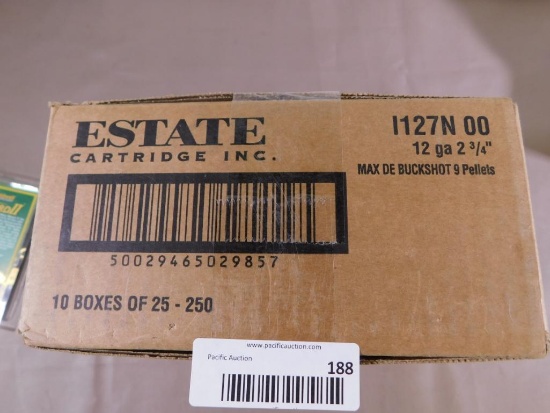 ESTATE
CARTRIDGE INC.
I127N 00
12 ga 2 3/4"
MAX DE BUCKSHOT 9 Pellets
50029465029857
10 BOXES OF 25 - 250
www.pacificauction.com
Pacific Auction
188